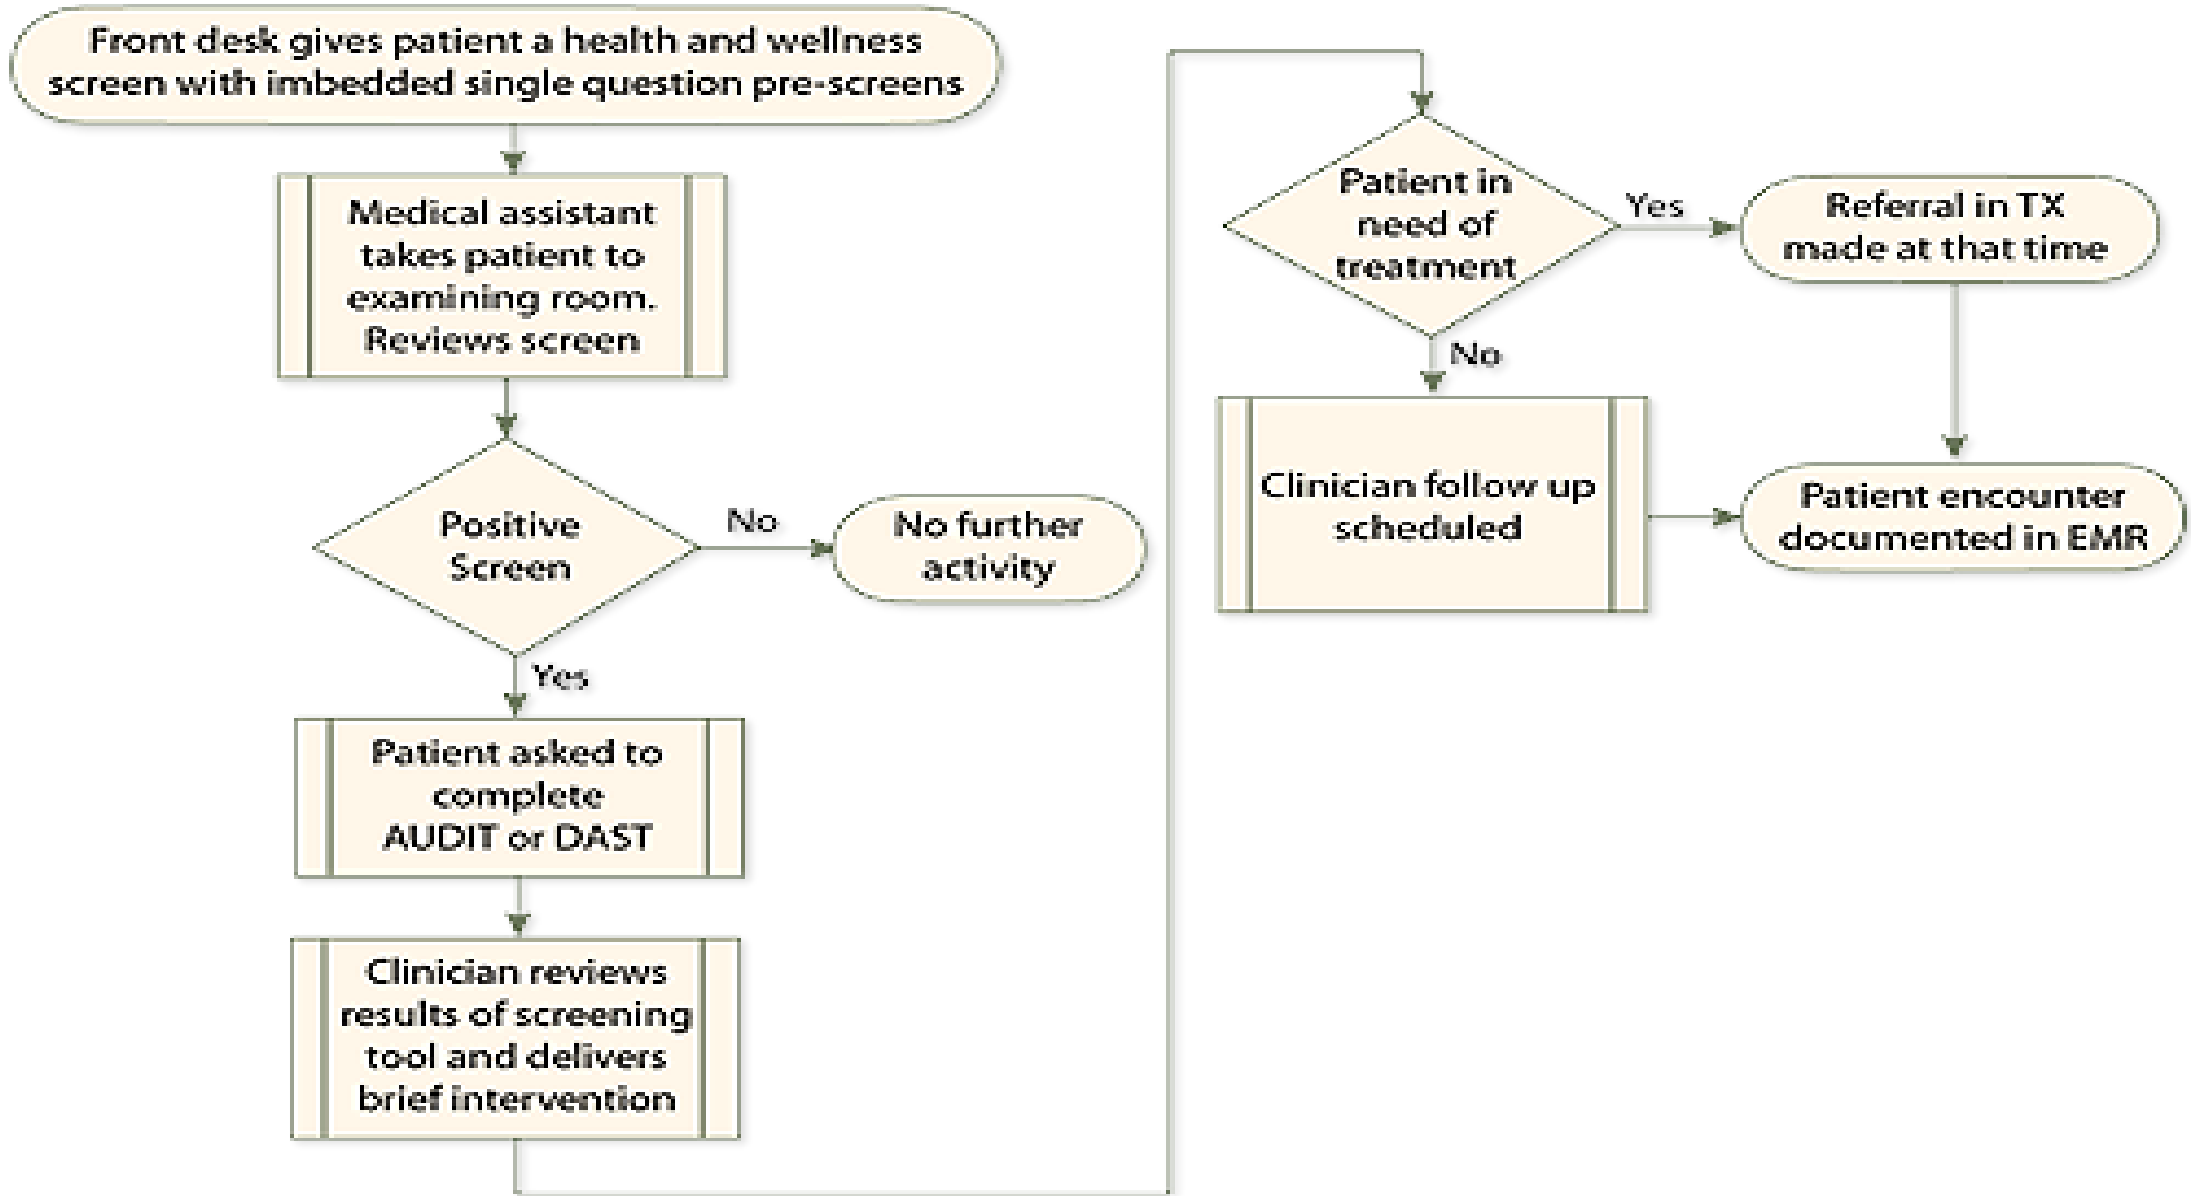 Front desk gives patient a health and wellness
screen with imbedded single question pre-screens
Medical assistant
takes patient to
examining room.
Reviews screen
Positive
Screen
No
No further
activity
Yes
Patient asked to
complete
AUDIT or DAST
Clinician reviews
results of screening
tool and delivers
brief intervention
Patient in
need of
treatment
Yes
Referral in TX
made at that time
No
Clinician follow up
scheduled
Patient encounter
documented in EMR